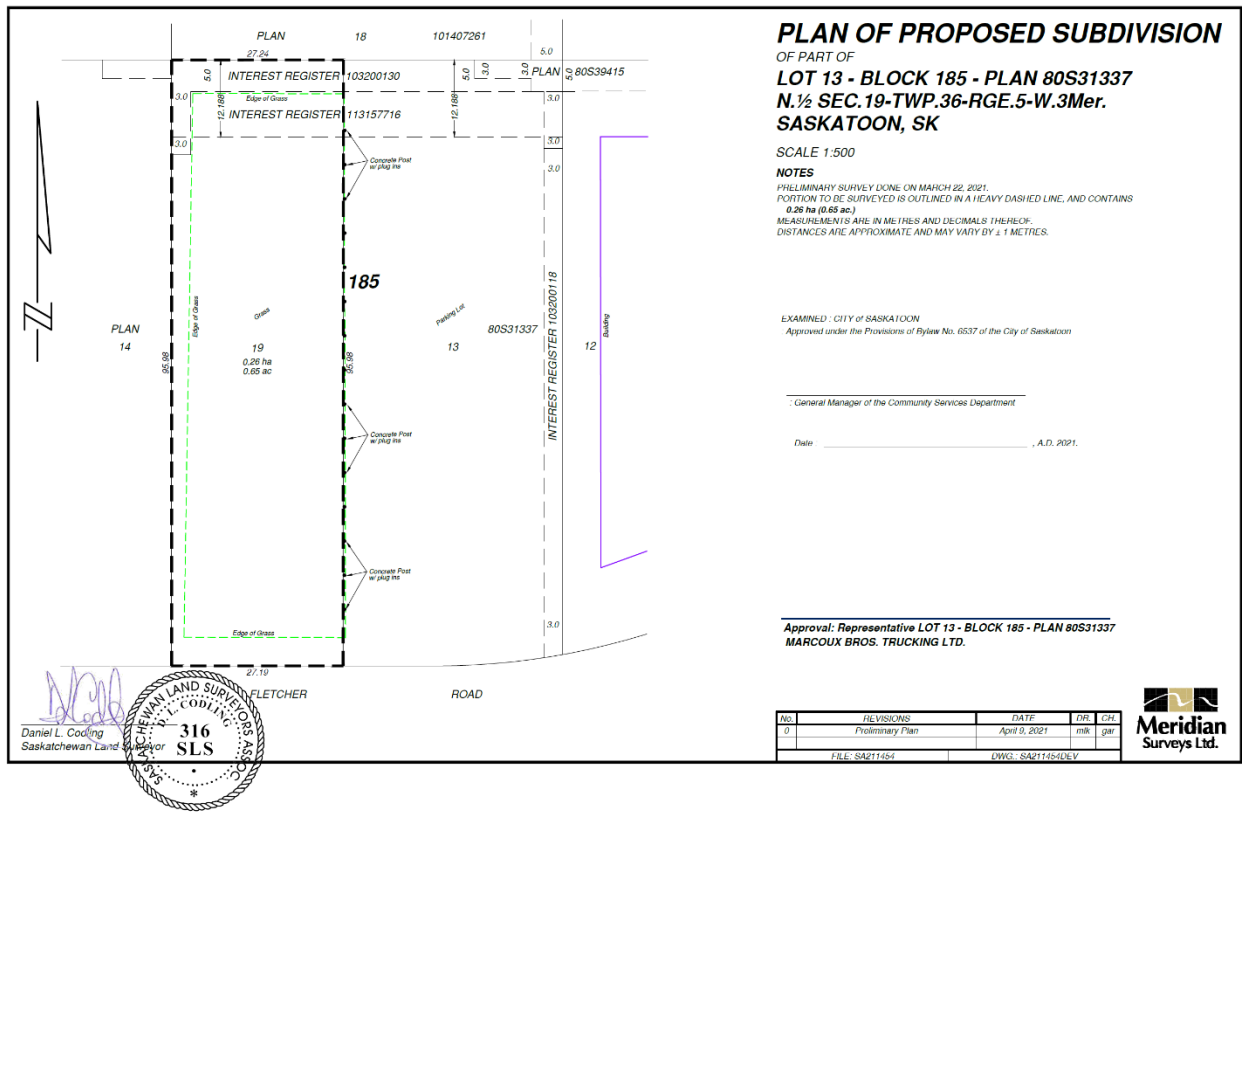 PLAN 18 101407261
27.24
5.0
INTEREST REGISTER 103200130
5.0
5.0
3.0
3.0
PLAN 80S39415
5.0
3.0
Edge of Grass
3.0
12.188
INTEREST REGISTER 113157716
12.188
3.0
3.0
Concrete Post
w/ plug ins
3.0
185
INTEREST REGISTER 103200118
Edge of Grass
Grass
Parking Lot
Building
PLAN
14
80S31337
19
13
12
0.26 ha
0.65 ac
95.98
95.98
Concrete Post
w/ plug ins
Concrete Post
w/ plug ins
3.0
Edge of Grass
27.19
FLETCHER ROAD
N
Daniel L. Codling
Saskatchewan Land Surveyor
SASKATCHEWAN LAND SURVEYORS ASSOC.
D. L. CODLING
316
SLS
PLAN OF PROPOSED SUBDIVISION
OF PART OF
LOT 13 - BLOCK 185 - PLAN 80S31337
N.½ SEC.19-TWP.36-RGE.5-W.3Mer.
SASKATOON, SK
SCALE 1:500
NOTES
PRELIMINARY SURVEY DONE ON MARCH 22, 2021.
PORTION TO BE SURVEYED IS OUTLINED IN A HEAVY DASHED LINE, AND CONTAINS
0.26 ha (0.65 ac.)
MEASUREMENTS ARE IN METRES AND DECIMALS THEREOF.
DISTANCES ARE APPROXIMATE AND MAY VARY BY ± 1 METRES.
EXAMINED : CITY of SASKATOON
Approved under the Provisions of Bylaw No. 6537 of the City of Saskatoon
: General Manager of the Community Services Department
Date : , A.D. 2021.
Approval: Representative LOT 13 - BLOCK 185 - PLAN 80S31337
MARCOUX BROS. TRUCKING LTD.
No. REVISIONS DATE DR. CH.
0 Preliminary Plan April 9, 2021 mlk gar
FILE: SA211454 DWG.: SA211454DEV
Meridian
Surveys Ltd.